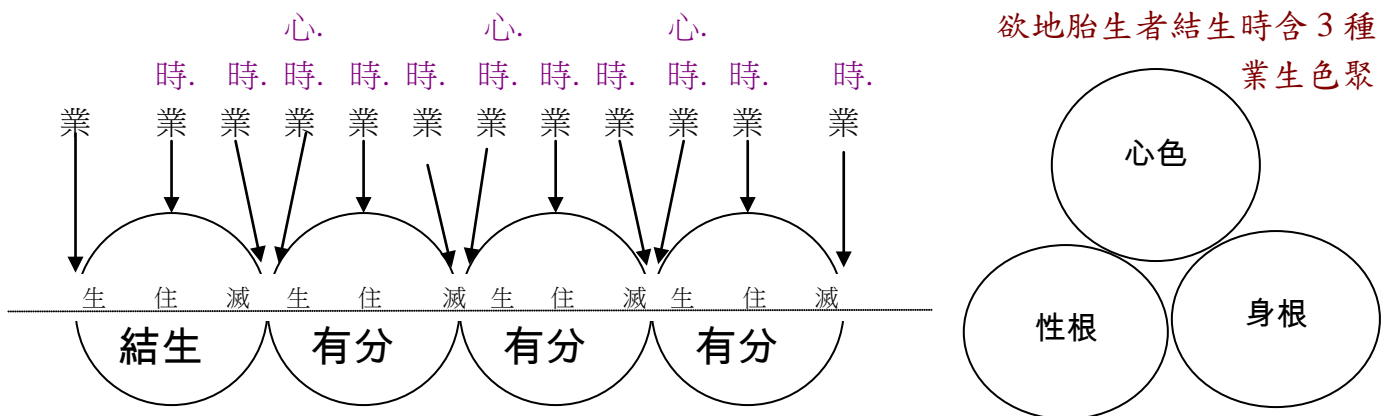 心. 心. 心.
時. 時. 時. 時. 時. 時. 時. 時. 時. 時. 時.
業 業 業 業 業 業 業 業 業 業 業 業
生 住 滅 生 住 滅 生 住 滅 生 住 滅
結生 有分 有分 有分
欲地胎生者結生時含3種
業生色聚
心色
性根 身根